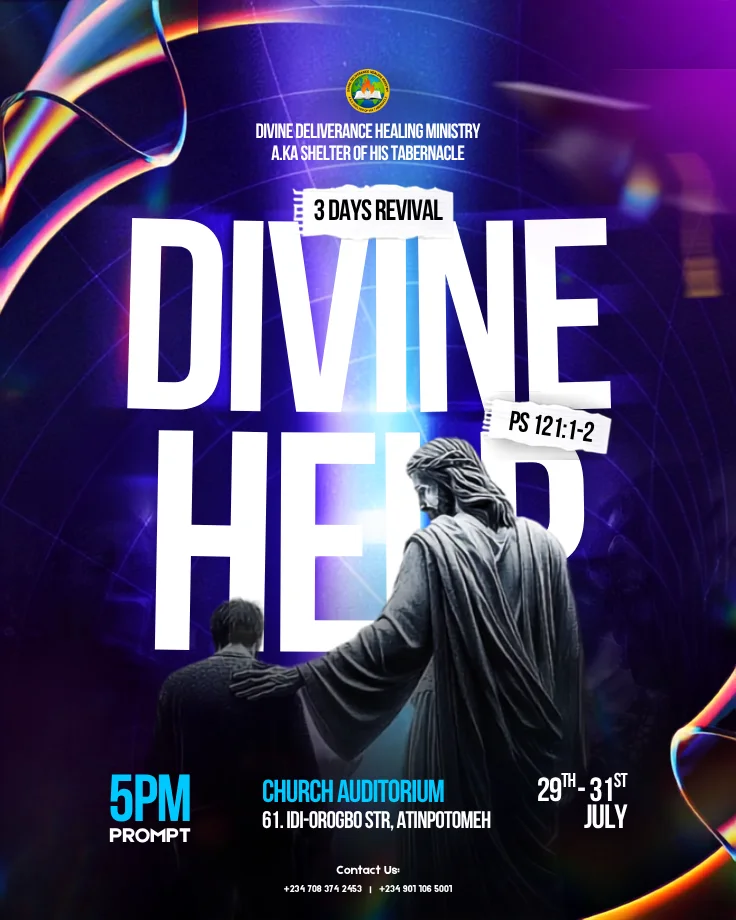 DIVINE DELIVERANCE HEALING MINISTRY
A.KA SHELTER OF HIS TABERNACLE
3 DAYS REVIVAL
DIVINE
PS 121:1-2
HELP
5PM
PROMPT
CHURCH AUDITORIUM
61. IDI-OROGBO STR, ATINPOTOMEH
29TH - 31ST
JULY
Contact Us:
+234 708 374 2453 | +234 901 106 5001